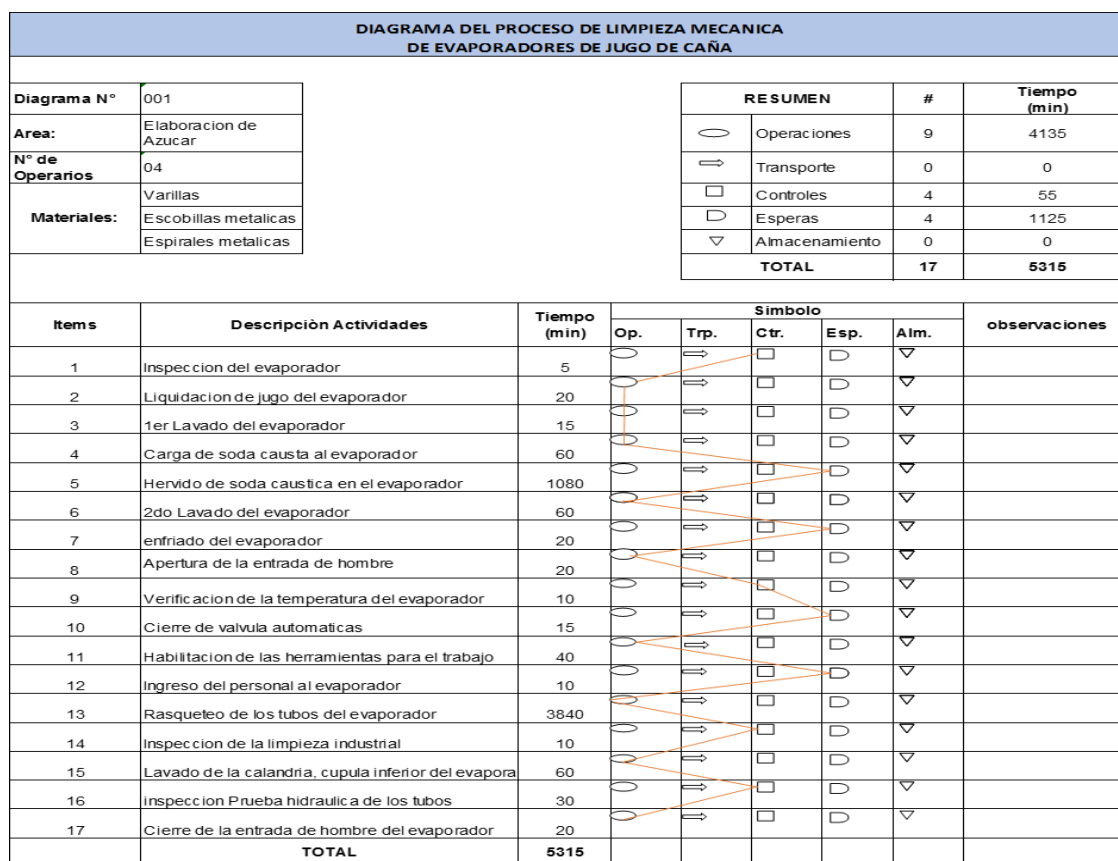 DIAGRAMA DEL PROCESO DE LIMPIEZA MECANICA
DE EVAPORADORES DE JUGO DE CAÑA
Diagrama N° 001
Area: Elaboracion de Azucar
N° de Operarios 04
Materiales: Varillas
Escobillas metalicas
Espirales metalicas
RESUMEN # Tiempo (min)
Operaciones 9 4135
Transporte 0 0
Controles 4 55
Esperas 4 1125
Almacenamiento 0 0
TOTAL 17 5315
Items Descripciòn Actividades Tiempo (min) Simbolo observaciones
Op. Trp. Ctr. Esp. Alm.
1 Inspeccion del evaporador 5
2 Liquidacion de jugo del evaporador 20
3 1er Lavado del evaporador 15
4 Carga de soda causta al evaporador 60
5 Hervido de soda caustica en el evaporador 1080
6 2do Lavado del evaporador 60
7 enfriado del evaporador 20
8 Apertura de la entrada de hombre 20
9 Verificacion de la temperatura del evaporador 10
10 Cierre de valvula automaticas 15
11 Habilitacion de las herramientas para el trabajo 40
12 Ingreso del personal al evaporador 10
13 Rasqueteo de los tubos del evaporador 3840
14 Inspeccion de la limpieza industrial 10
15 Lavado de la calandria, cupula inferior del evapora 60
16 inspeccion Prueba hidraulica de los tubos 30
17 Cierre de la entrada de hombre del evaporador 20
TOTAL 5315